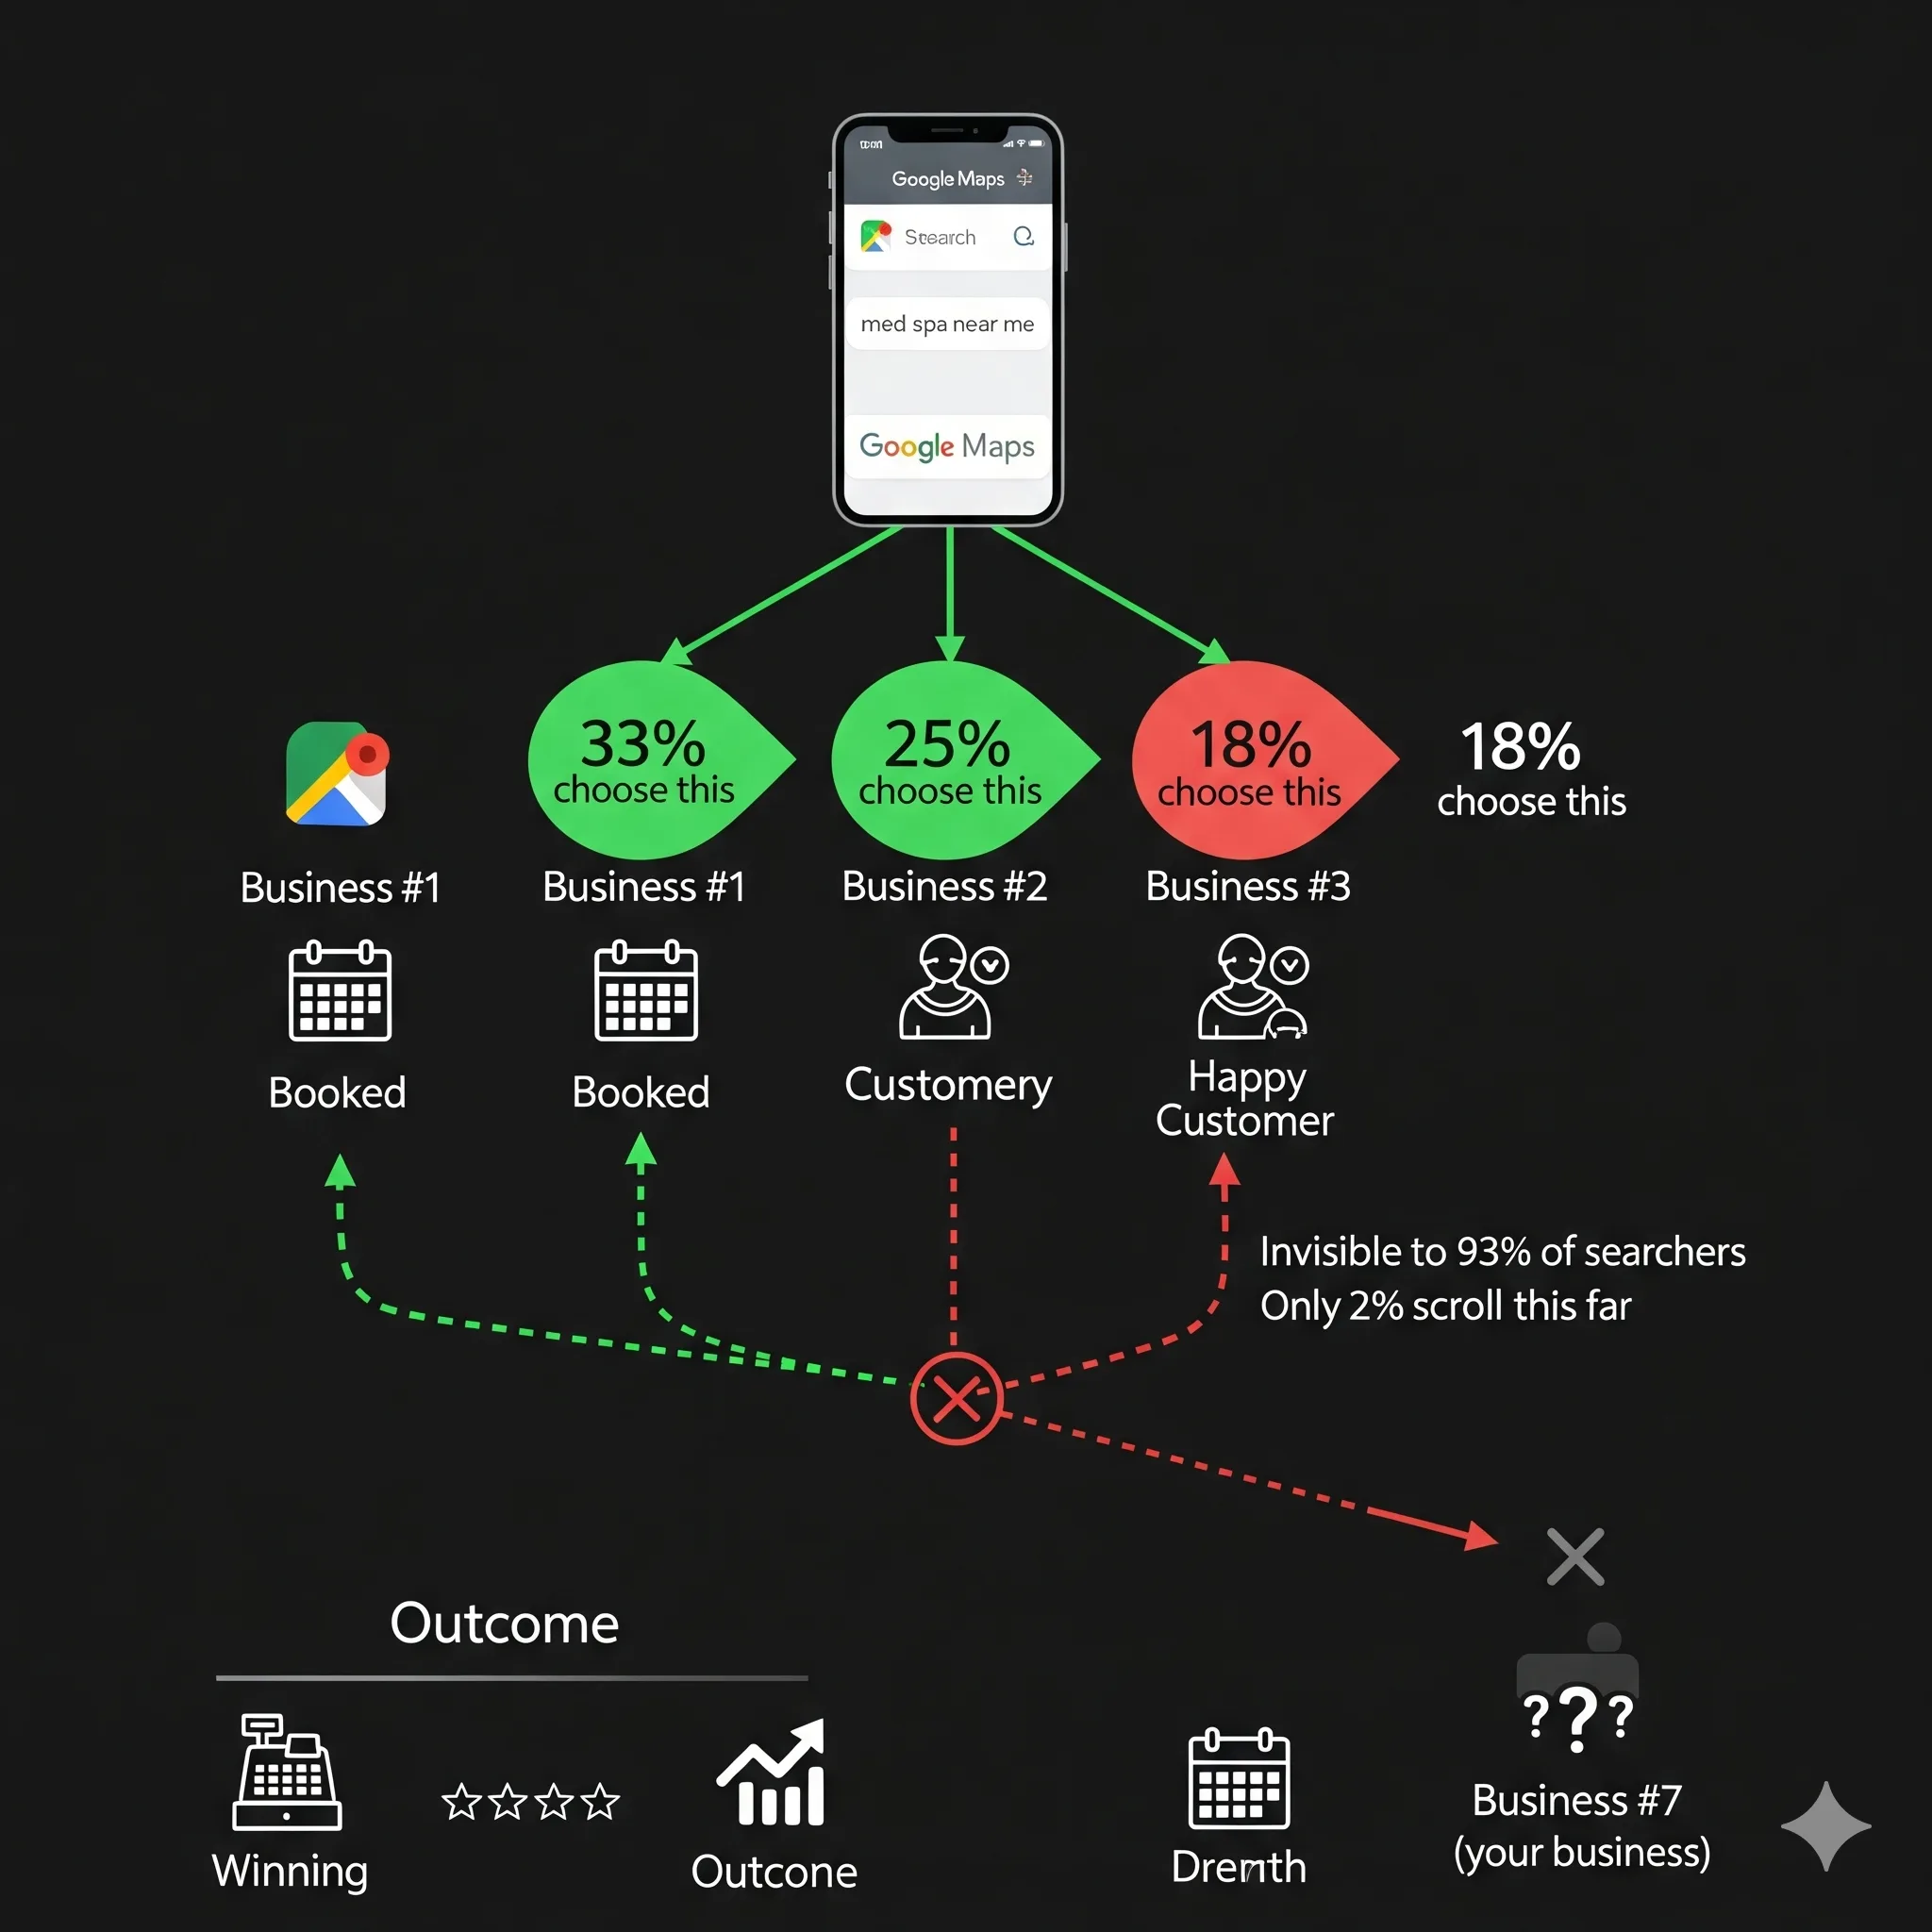 Google Maps
Stearch
med spa near me
Google Maps
33%
choose this
25%
choose this
18%
choose this
18%
choose this
Business #1
Business #1
Business #2
Business #3
Booked
Booked
Customery
Happy
Customer
Invisible to 93% of searchers
Only 2% scroll this far
Outcome
???
Winning
Outcone
Business #7
(your business)